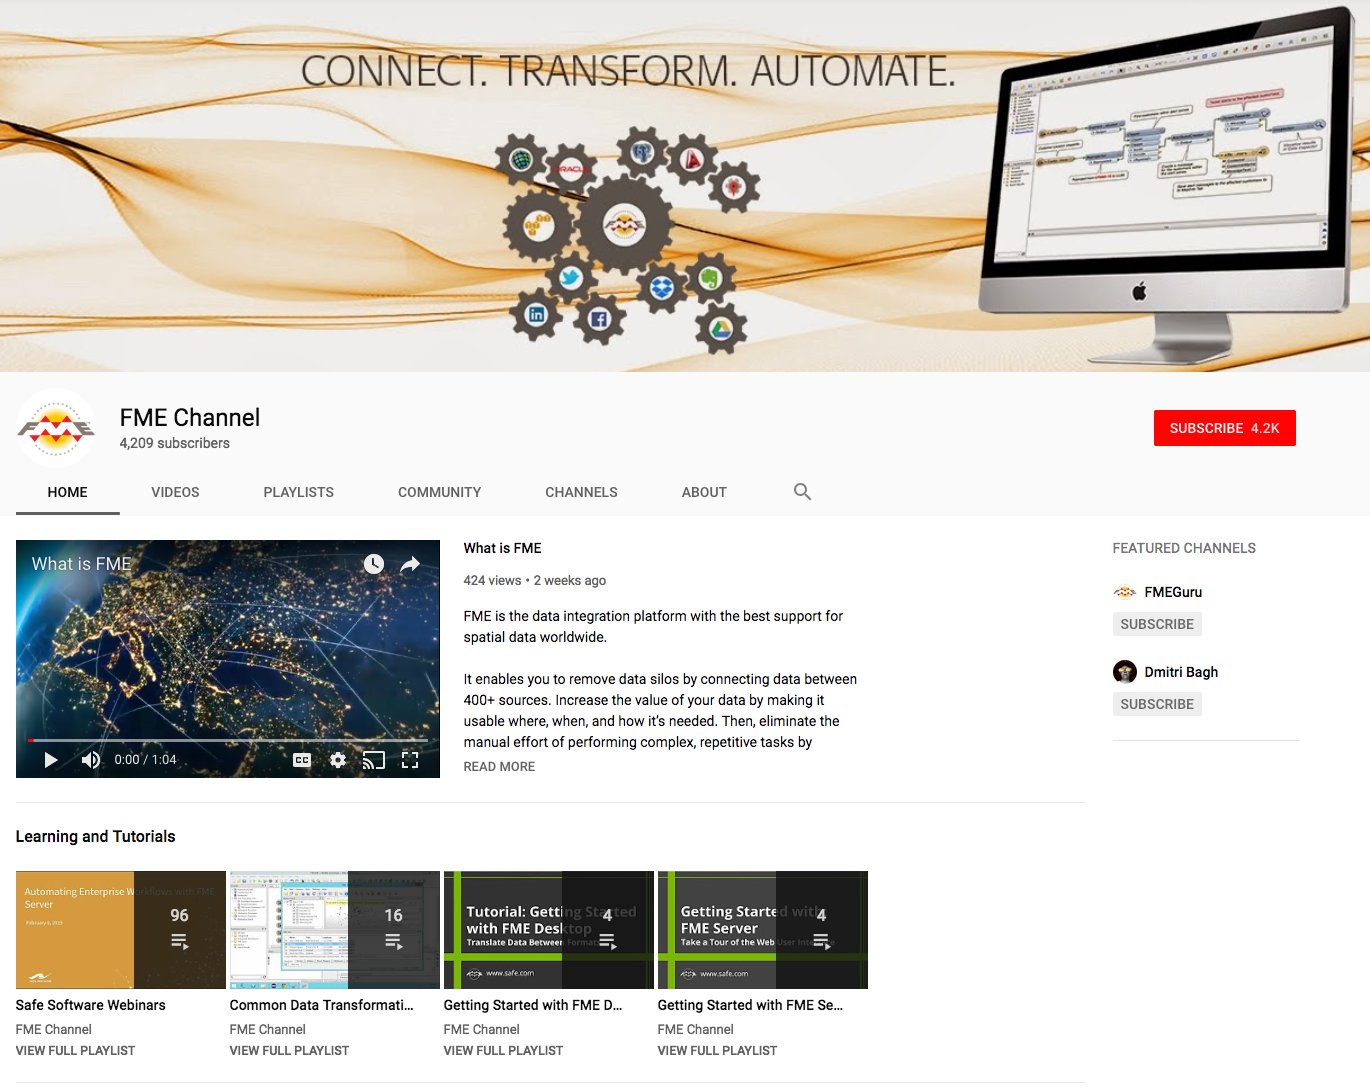 CONNECT. TRANSFORM. AUTOMATE.
ORACLE
FME
FME Channel
4,209 subscribers
SUBSCRIBE 4.2K
HOME
VIDEOS
PLAYLISTS
COMMUNITY
CHANNELS
ABOUT
What is FME
CC
0:00 / 1:04
What is FME
424 views • 2 weeks ago
FME is the data integration platform with the best support for
spatial data worldwide.
It enables you to remove data silos by connecting data between
400+ sources. Increase the value of your data by making it
usable where, when, and how it's needed. Then, eliminate the
manual effort of performing complex, repetitive tasks by
READ MORE
FEATURED CHANNELS
FMEGuru
SUBSCRIBE
Dmitri Bagh
SUBSCRIBE
Learning and Tutorials
Automating Enterprise Workflows with FME
Server
96
Safe Software Webinars
FME Channel
VIEW FULL PLAYLIST
16
Common Data Transformati...
FME Channel
VIEW FULL PLAYLIST
Tutorial: Getting Started
with FME Desktop
Translate Data Between Formats
www.safe.com
4
Getting Started with FME D...
FME Channel
VIEW FULL PLAYLIST
Getting Started with
FME Server
Take a Tour of the Web User Interface
www.safe.com
4
Getting Started with FME Se...
FME Channel
VIEW FULL PLAYLIST